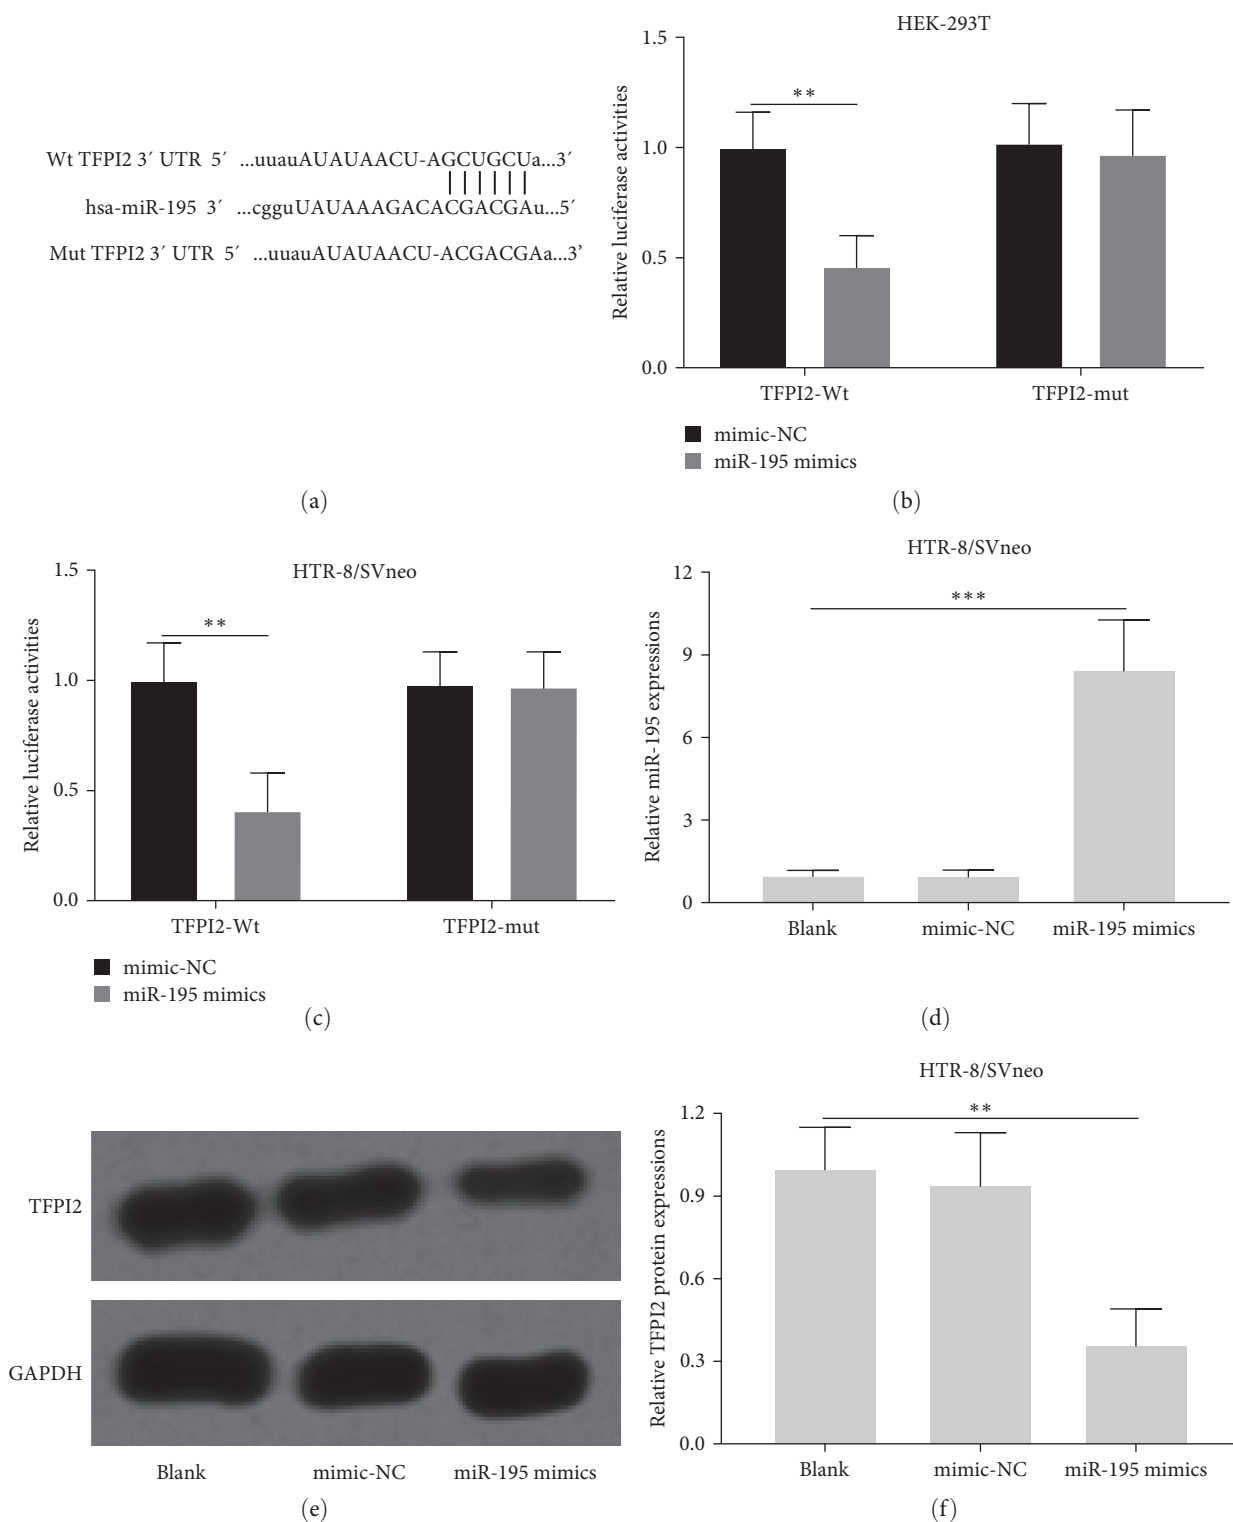 Wt TFPI2 3′ UTR 5′ ...uuauAUAUAACU-AGCUGCUa...3′
hsa-miR-195 3′ ...cgguUAUAAAGACACGACGAu...5′
Mut TFPI2 3′ UTR 5′ ...uuauAUAUAACU-ACGACGAa...3’
(a)
HEK-293T
Relative luciferase activities
1.5
1.0
0.5
0.0
**
TFPI2-Wt
TFPI2-mut
mimic-NC
miR-195 mimics
(b)
HTR-8/SVneo
Relative luciferase activities
1.5
1.0
0.5
0.0
**
TFPI2-Wt
TFPI2-mut
mimic-NC
miR-195 mimics
(c)
HTR-8/SVneo
Relative miR-195 expressions
12
9
6
3
0
***
Blank
mimic-NC
miR-195 mimics
(d)
TFPI2
GAPDH
Blank
mimic-NC
miR-195 mimics
(e)
HTR-8/SVneo
Relative TFPI2 protein expressions
1.2
0.9
0.6
0.3
0.0
**
Blank
mimic-NC
miR-195 mimics
(f)